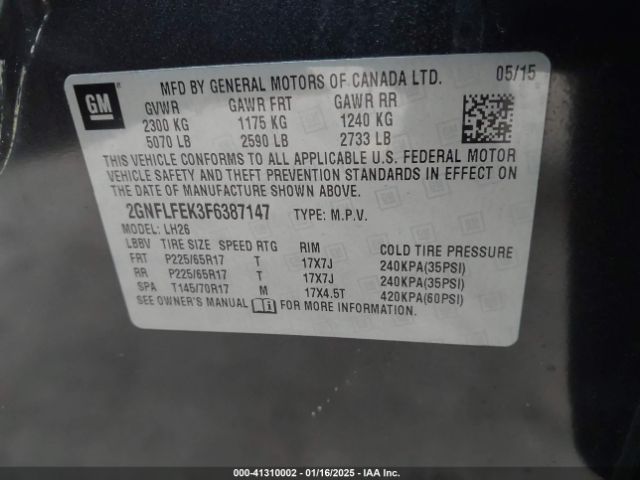 GM
MFD BY GENERAL MOTORS OF CANADA LTD. 05/15
GVWR GAWR FRT GAWR RR
2300 KG 1175 KG 1240 KG
5070 LB 2590 LB 2733 LB
THIS VEHICLE CONFORMS TO ALL APPLICABLE U.S. FEDERAL MOTOR
VEHICLE SAFETY AND THEFT PREVENTION STANDARDS IN EFFECT ON
DATE OF MANUFACTURE SHOWN ABOVE.
2GNFLFEK3F6387147 TYPE: M.P.V.
MODEL: LH26
LBBV TIRE SIZE SPEED RTG RIM COLD TIRE PRESSURE
FRT P225/65R17 T 17X7J 240KPA(35PSI)
RR P225/65R17 T 17X7J 240KPA(35PSI)
SPA T145/70R17 M 17X4.5T 420KPA(60PSI)
SEE OWNER'S MANUAL FOR MORE INFORMATION.
000-41310002 - 01/16/2025 - IAA Inc.